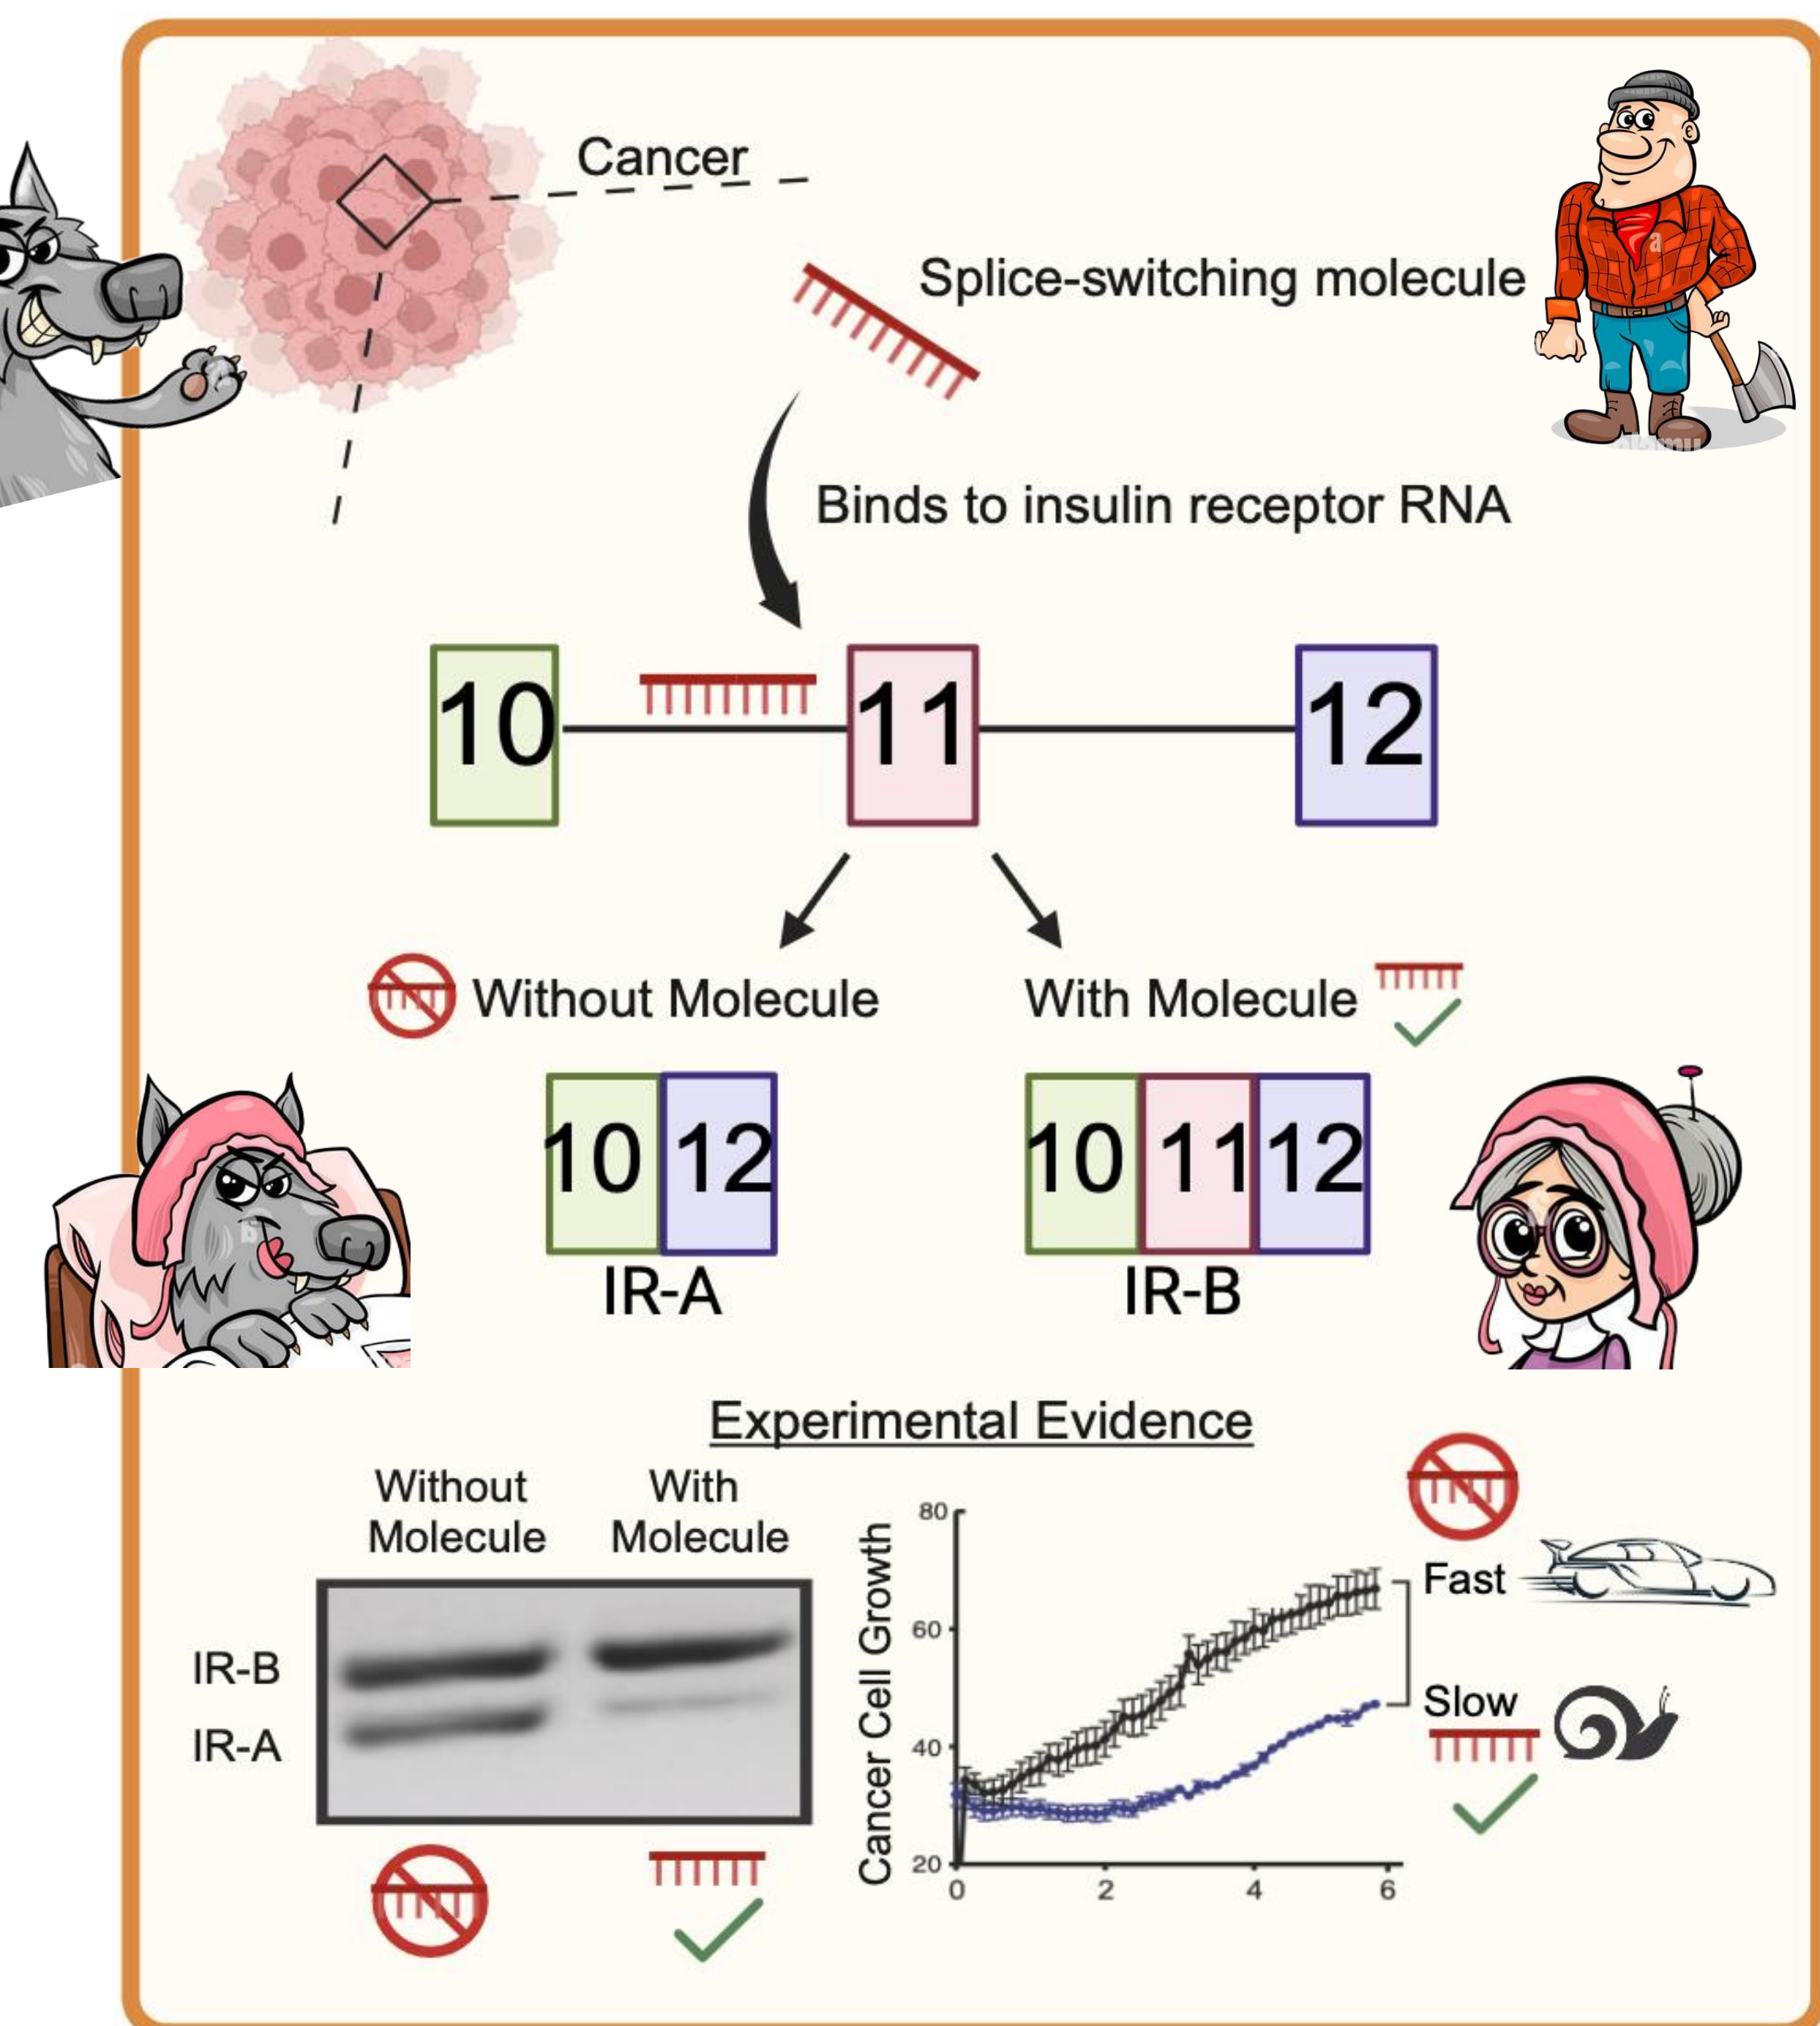 Cancer
Splice-switching molecule
Binds to insulin receptor RNA
10 11 12
Without Molecule
With Molecule
10 12
10 11 12
IR-A
IR-B
Experimental Evidence
Without
Molecule
With
Molecule
IR-B
IR-A
Cancer Cell Growth
80
60
40
20
0 2 4 6
Fast
Slow